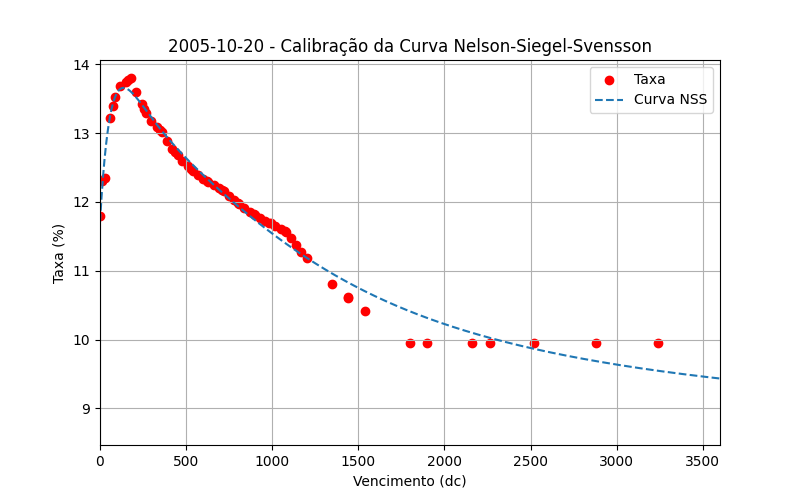 2005-10-20 - Calibração da Curva Nelson-Siegel-Svensson
Taxa
Curva NSS
Taxa (%)
14
13
12
11
10
9
0 500 1000 1500 2000 2500 3000 3500
Vencimento (dc)